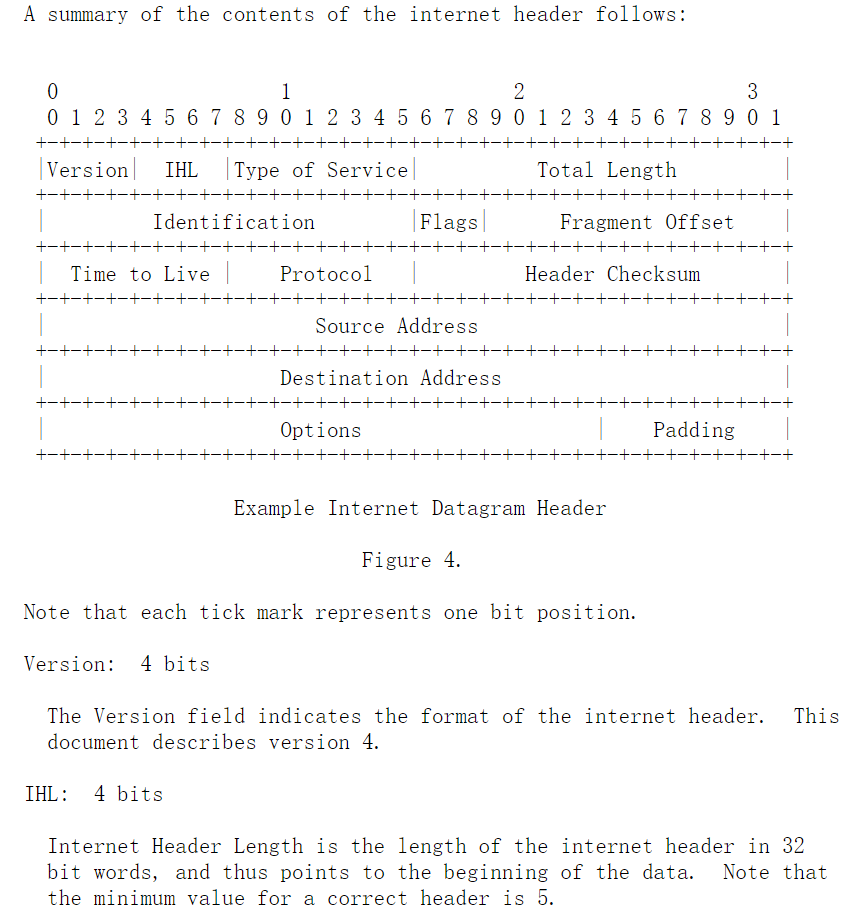 A summary of the contents of the internet header follows:
0                   1                   2                   3
0 1 2 3 4 5 6 7 8 9 0 1 2 3 4 5 6 7 8 9 0 1 2 3 4 5 6 7 8 9 0 1
+-+-+-+-+-+-+-+-+-+-+-+-+-+-+-+-+-+-+-+-+-+-+-+-+-+-+-+-+-+-+-+-+
|Version|  IHL  |Type of Service|          Total Length         |
+-+-+-+-+-+-+-+-+-+-+-+-+-+-+-+-+-+-+-+-+-+-+-+-+-+-+-+-+-+-+-+-+
|         Identification        |Flags|      Fragment Offset    |
+-+-+-+-+-+-+-+-+-+-+-+-+-+-+-+-+-+-+-+-+-+-+-+-+-+-+-+-+-+-+-+-+
|  Time to Live |    Protocol   |         Header Checksum       |
+-+-+-+-+-+-+-+-+-+-+-+-+-+-+-+-+-+-+-+-+-+-+-+-+-+-+-+-+-+-+-+-+
|                       Source Address                          |
+-+-+-+-+-+-+-+-+-+-+-+-+-+-+-+-+-+-+-+-+-+-+-+-+-+-+-+-+-+-+-+-+
|                    Destination Address                        |
+-+-+-+-+-+-+-+-+-+-+-+-+-+-+-+-+-+-+-+-+-+-+-+-+-+-+-+-+-+-+-+-+
|                    Options                    |    Padding    |
+-+-+-+-+-+-+-+-+-+-+-+-+-+-+-+-+-+-+-+-+-+-+-+-+-+-+-+-+-+-+-+-+
Example Internet Datagram Header
Figure 4.
Note that each tick mark represents one bit position.
Version:  4 bits
The Version field indicates the format of the internet header.  This
document describes version 4.
IHL:  4 bits
Internet Header Length is the length of the internet header in 32
bit words, and thus points to the beginning of the data.  Note that
the minimum value for a correct header is 5.